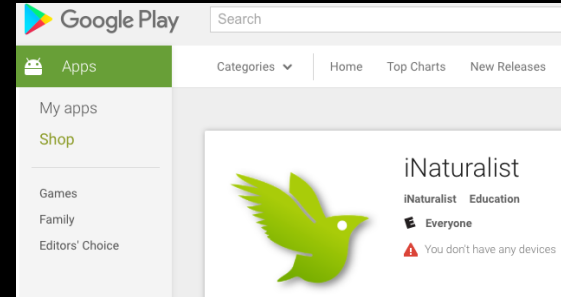 Google Play
Search
Apps
Categories Home Top Charts New Releases
My apps
Shop
Games
Family
Editors' Choice
iNaturalist
iNaturalist Education
E Everyone
You don't have any devices